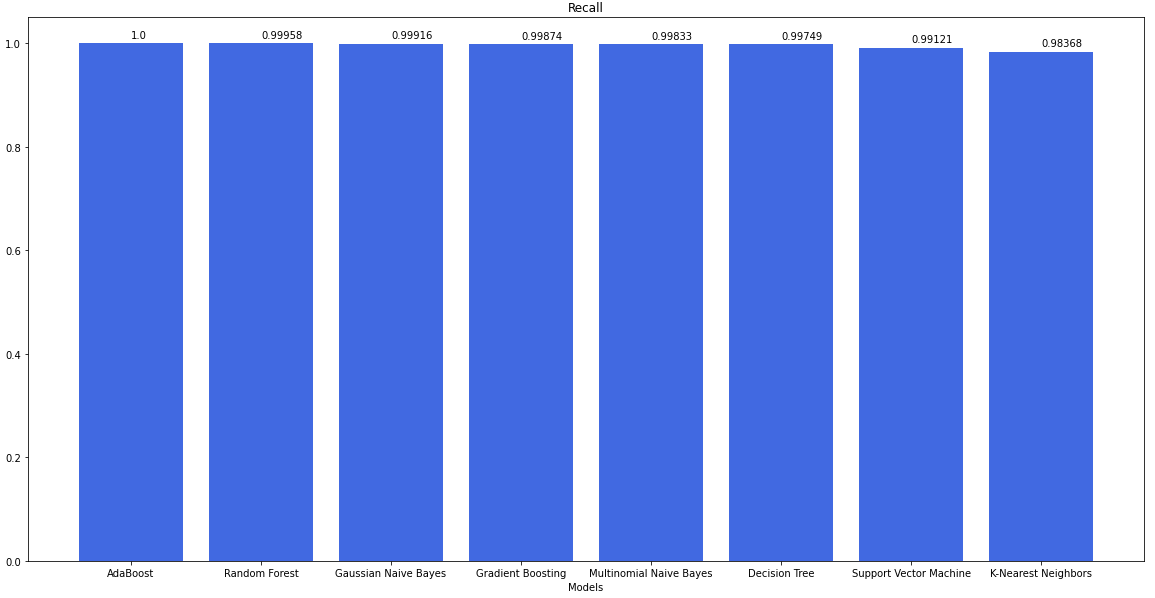 Recall
1.0 0.99958 0.99916 0.99874 0.99833 0.99749 0.99121 0.98368
1.0
0.8
0.6
0.4
0.2
0.0
AdaBoost Random Forest Gaussian Naive Bayes Gradient Boosting Multinomial Naive Bayes Decision Tree Support Vector Machine K-Nearest Neighbors
Models